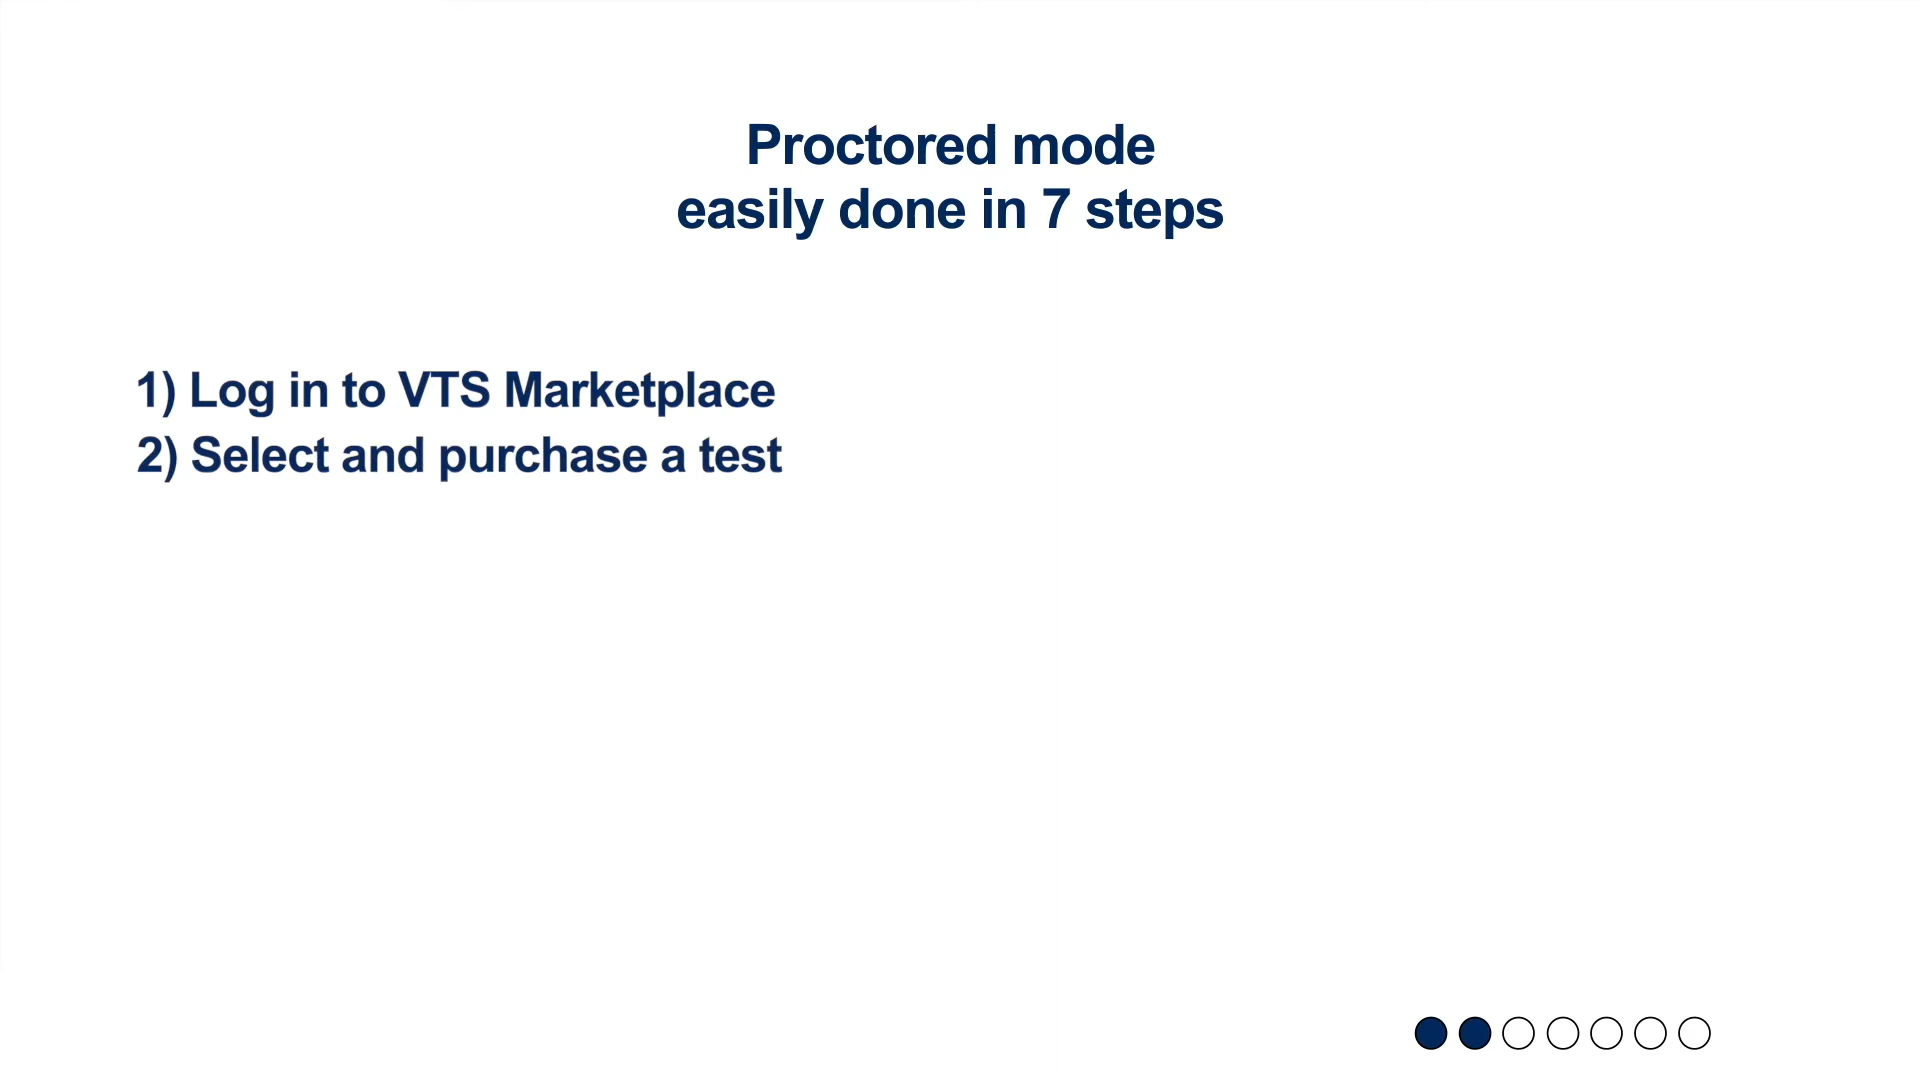 Proctored mode
easily done in 7 steps
1) Log in to VTS Marketplace
2) Select and purchase a test